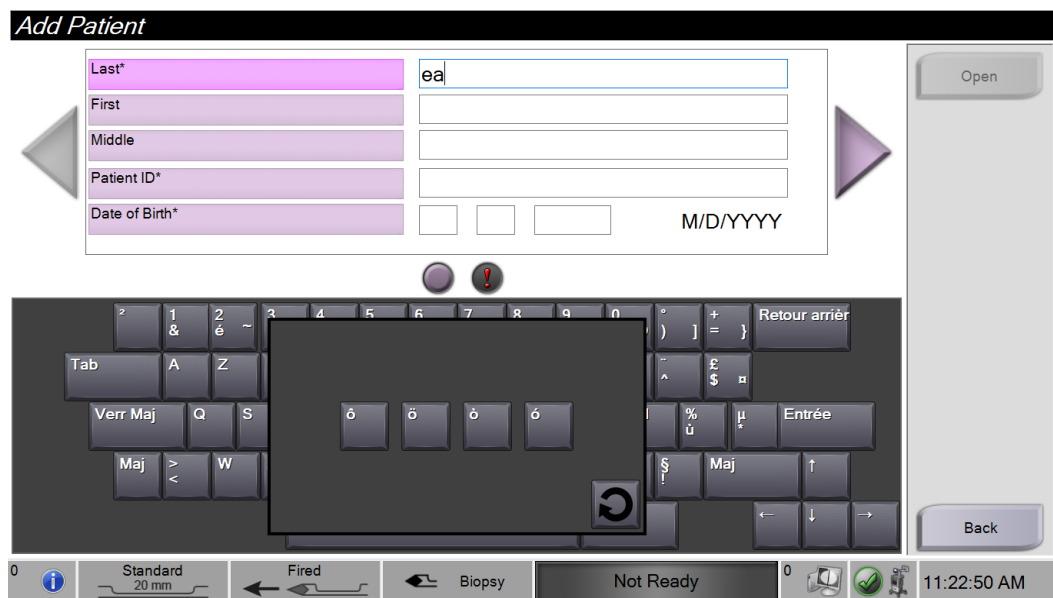 Add Patient
Last*
ea
Open
First
Middle
Patient ID*
Date of Birth*
M/D/YYYY
² 1 & 2 é ~ 3 4 5 6 7 8 9 0 ° ) ] + = } Retour arrièr
Tab A Z ¨ ^ £ $ ¤
ô ö ò ó
Verr Maj Q S % ù µ * Entrée
Maj > < W § ! Maj ↑
← ↓ →
Back
0 Standard 20 mm Fired Biopsy Not Ready 0 11:22:50 AM